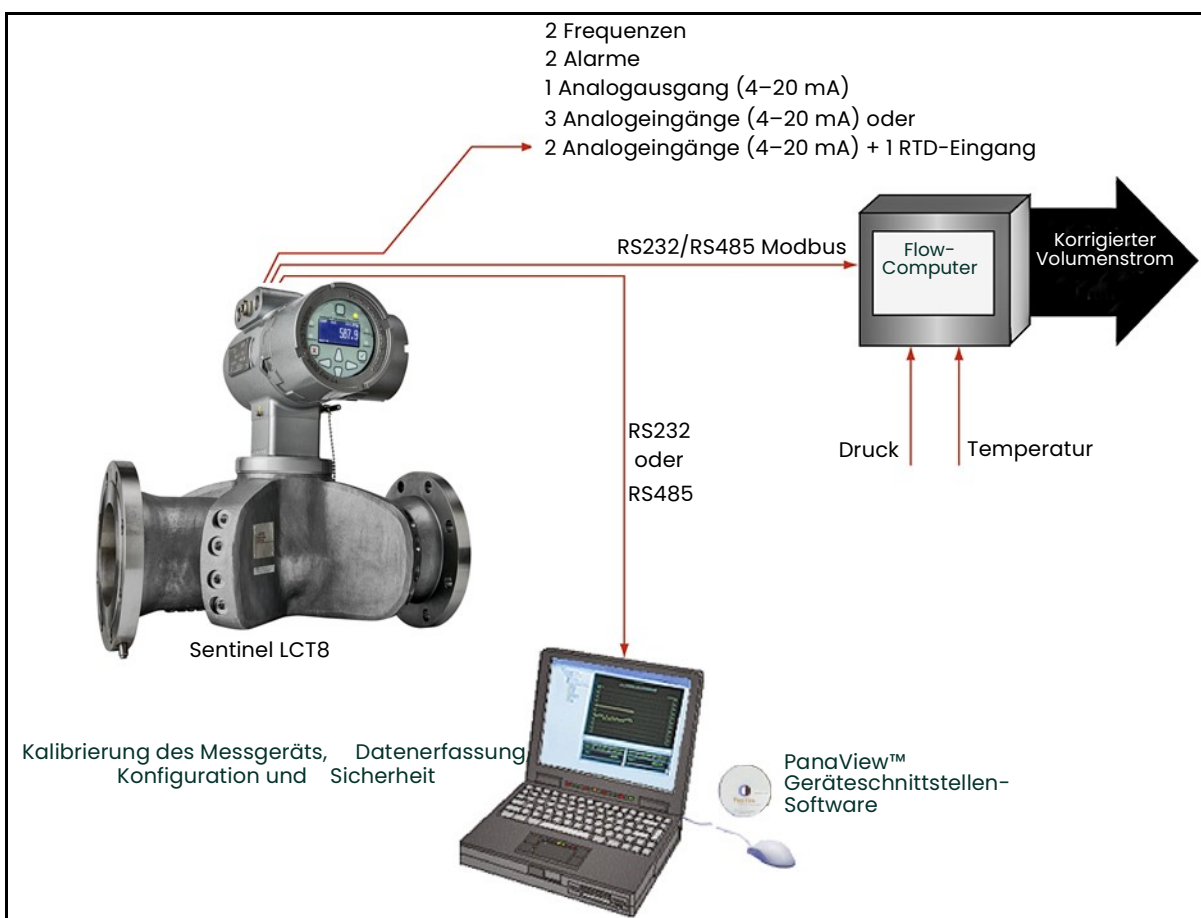 2 Frequenzen
2 Alarme
1 Analogausgang (4–20 mA)
3 Analogeingänge (4–20 mA) oder
2 Analogeingänge (4–20 mA) + 1 RTD-Eingang
RS232/RS485 Modbus
Flow-
Computer
Korrigierter
Volumenstrom
587.9
RS232
oder
RS485
Druck
Temperatur
Sentinel LCT8
Kalibrierung des Messgeräts, Datenerfassung
Konfiguration und Sicherheit
PanaView™
Geräteschnittstellen-
Software